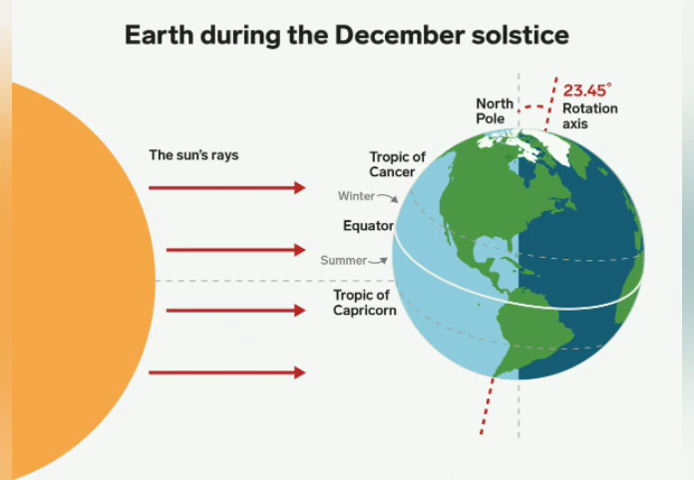 Earth during the December solstice
23.45°
Rotation
axis
North
Pole
The sun's rays
Tropic of
Cancer
Winter
Equator
Summer
Tropic of
Capricorn